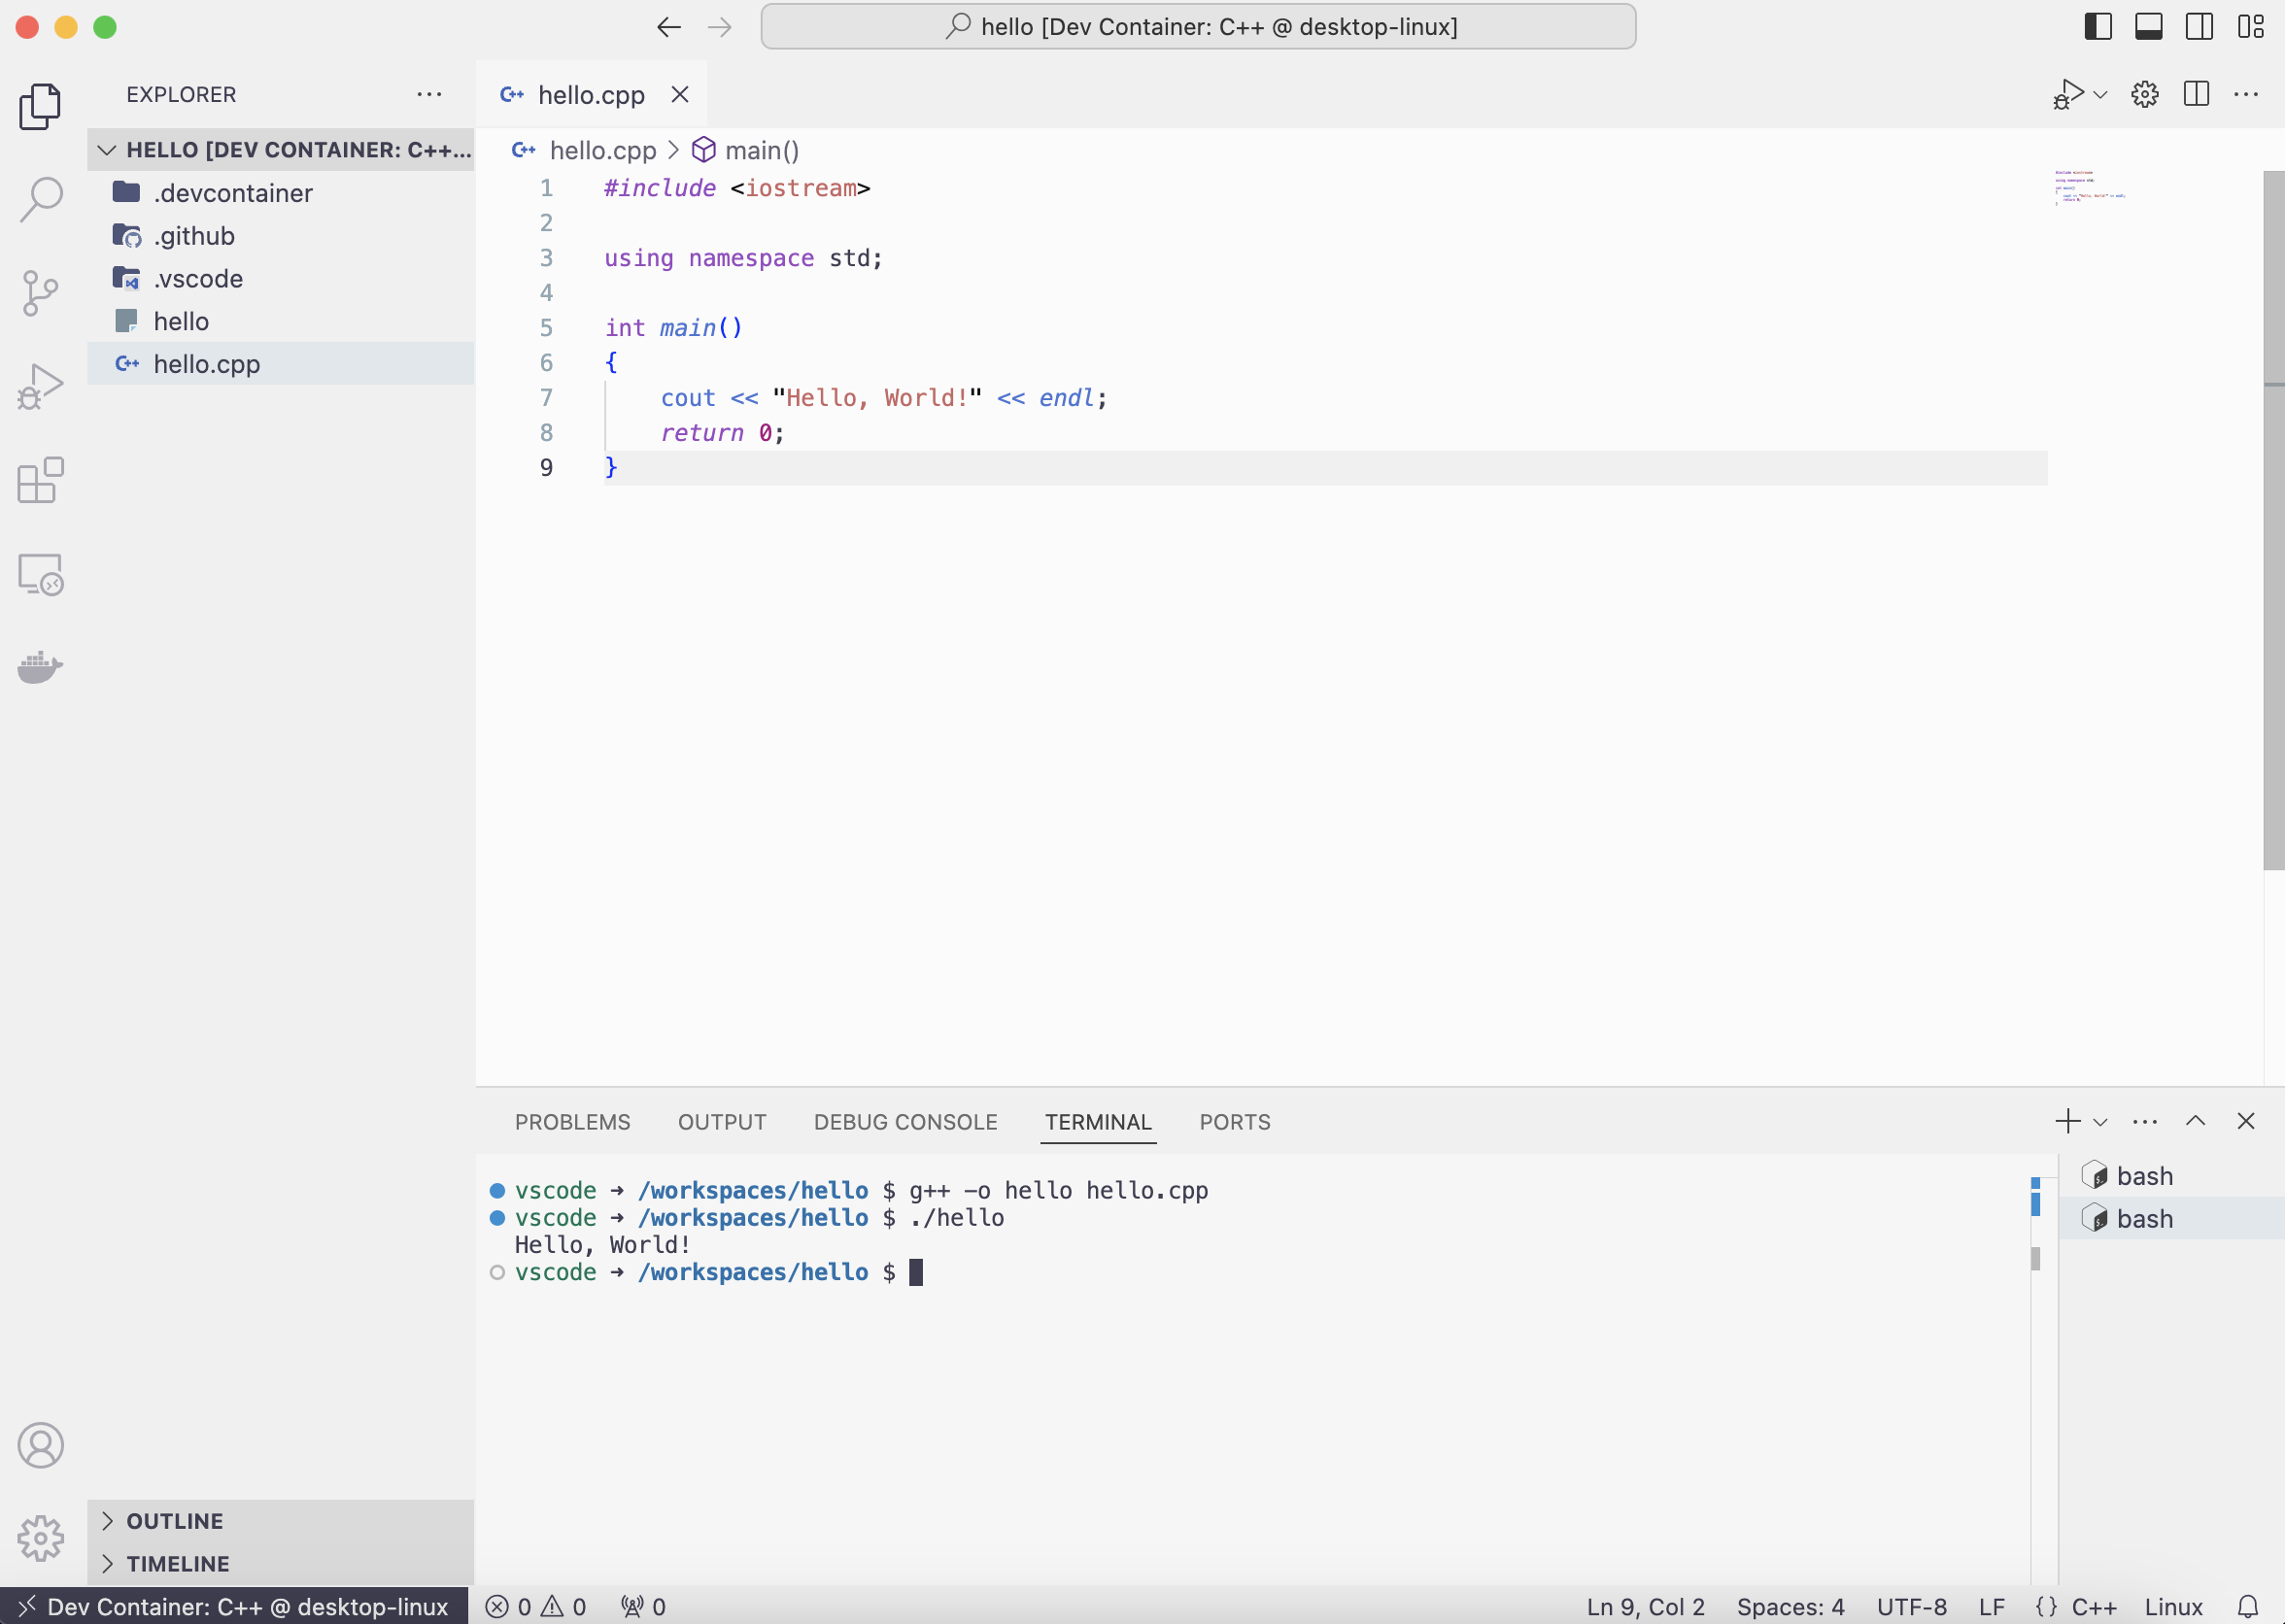 hello [Dev Container: C++ @ desktop-linux]
EXPLORER
HELLO [DEV CONTAINER: C++...
.devcontainer
.github
.vscode
hello
hello.cpp
OUTLINE
TIMELINE
hello.cpp
hello.cpp > main()
1 #include <iostream>
2
3 using namespace std;
4
5 int main()
6 {
7     cout << "Hello, World!" << endl;
8     return 0;
9 }
PROBLEMS OUTPUT DEBUG CONSOLE TERMINAL PORTS
vscode ➜ /workspaces/hello $ g++ -o hello hello.cpp
vscode ➜ /workspaces/hello $ ./hello
Hello, World!
vscode ➜ /workspaces/hello $
bash
bash
Dev Container: C++ @ desktop-linux 0 0 0 Ln 9, Col 2 Spaces: 4 UTF-8 LF {} C++ Linux